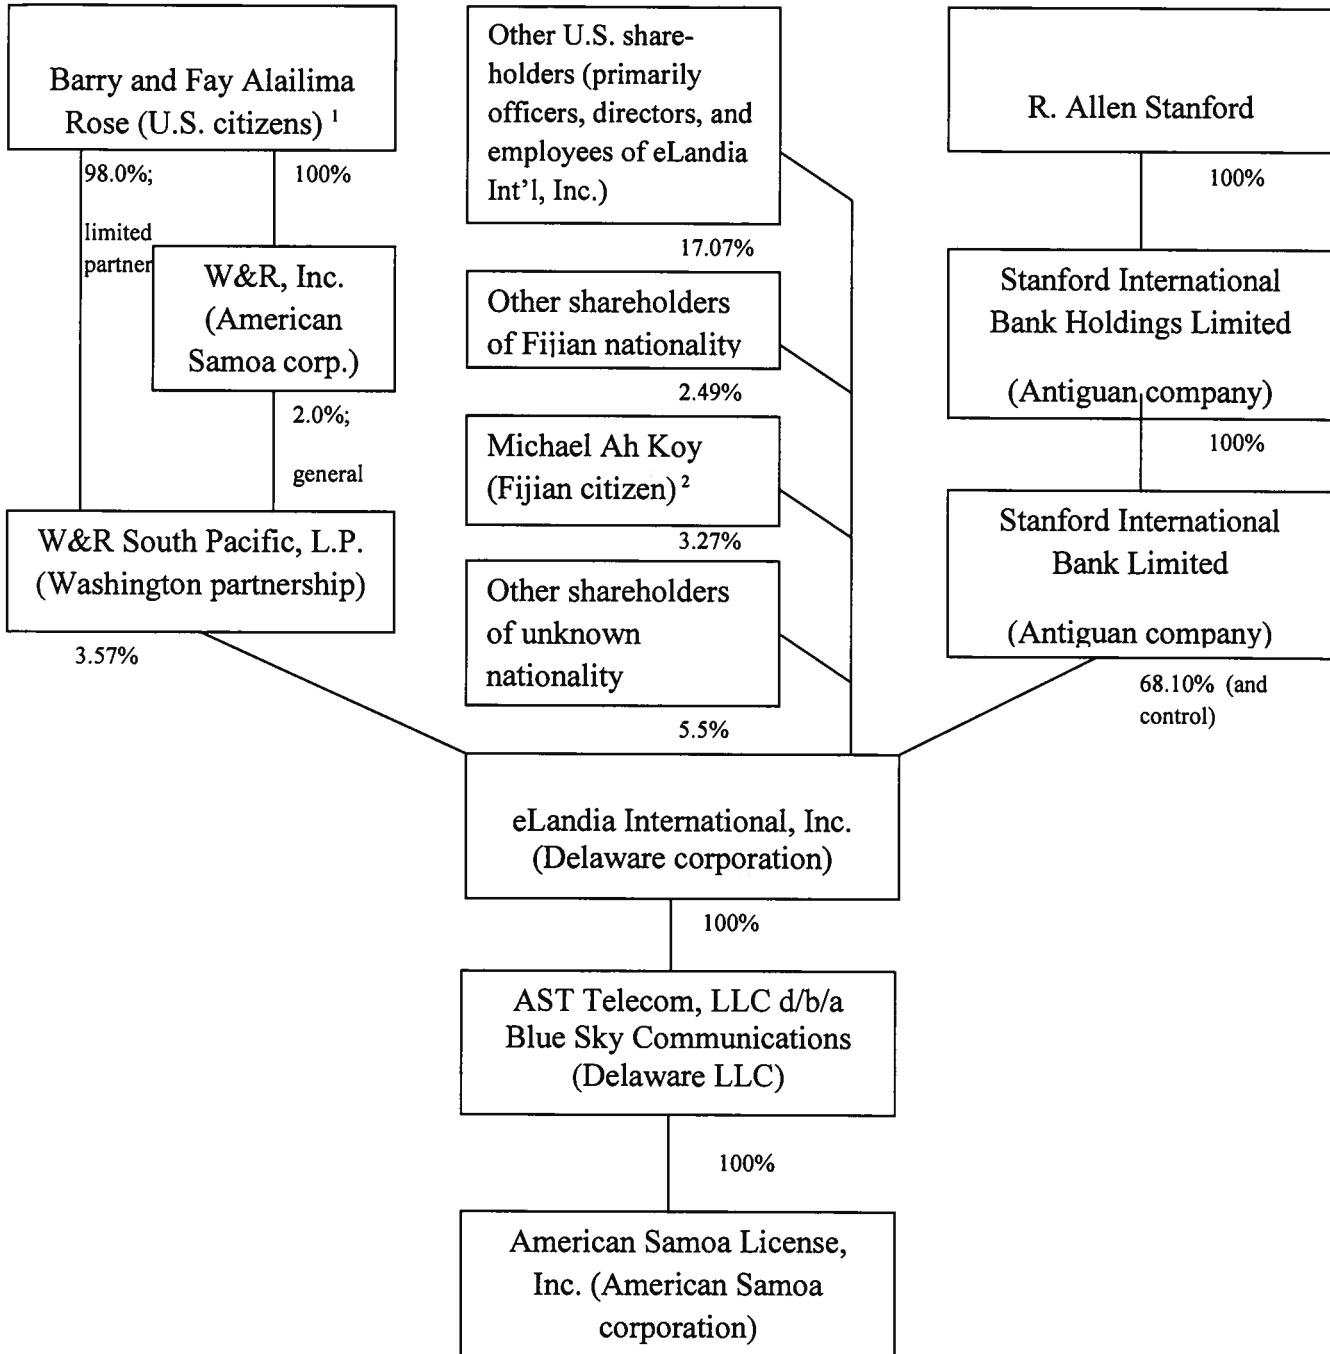 Barry and Fay Alailima
Rose (U.S. citizens) 1
98.0%;
limited
partner
100%
W&R, Inc.
(American
Samoa corp.)
2.0%;
general
W&R South Pacific, L.P.
(Washington partnership)
3.57%
Other U.S. share-
holders (primarily
officers, directors, and
employees of eLandia
Int'l, Inc.)
17.07%
Other shareholders
of Fijian nationality
2.49%
Michael Ah Koy
(Fijian citizen) 2
3.27%
Other shareholders
of unknown
nationality
5.5%
R. Allen Stanford
100%
Stanford International
Bank Holdings Limited
(Antiguan company)
100%
Stanford International
Bank Limited
(Antiguan company)
68.10% (and
control)
eLandia International, Inc.
(Delaware corporation)
100%
AST Telecom, LLC d/b/a
Blue Sky Communications
(Delaware LLC)
100%
American Samoa License,
Inc. (American Samoa
corporation)